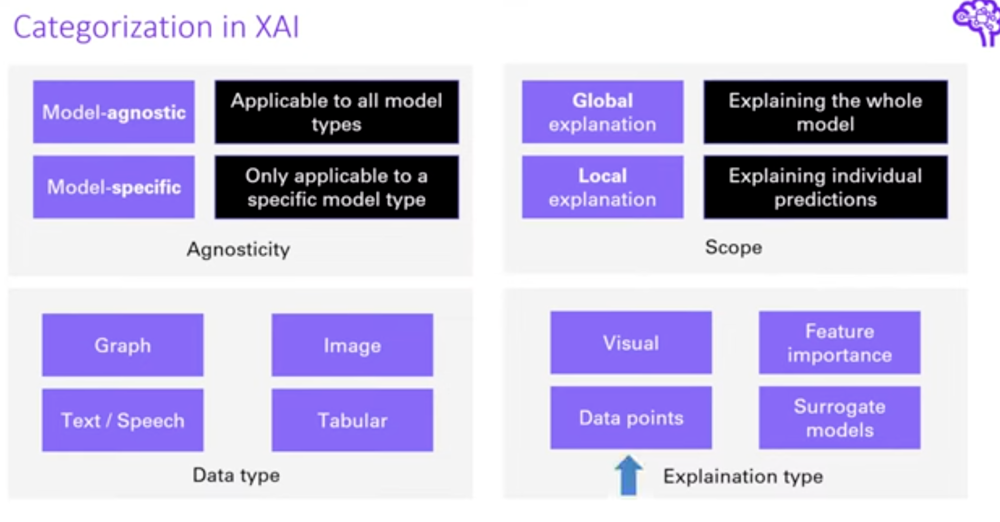 Categorization in XAI
Model-agnostic
Applicable to all model
types
Model-specific
Only applicable to a
specific model type
Agnosticity
Global
explanation
Explaining the whole
model
Local
explanation
Explaining individual
predictions
Scope
Graph
Image
Text / Speech
Tabular
Data type
Visual
Feature
importance
Data points
Surrogate
models
Explaination type